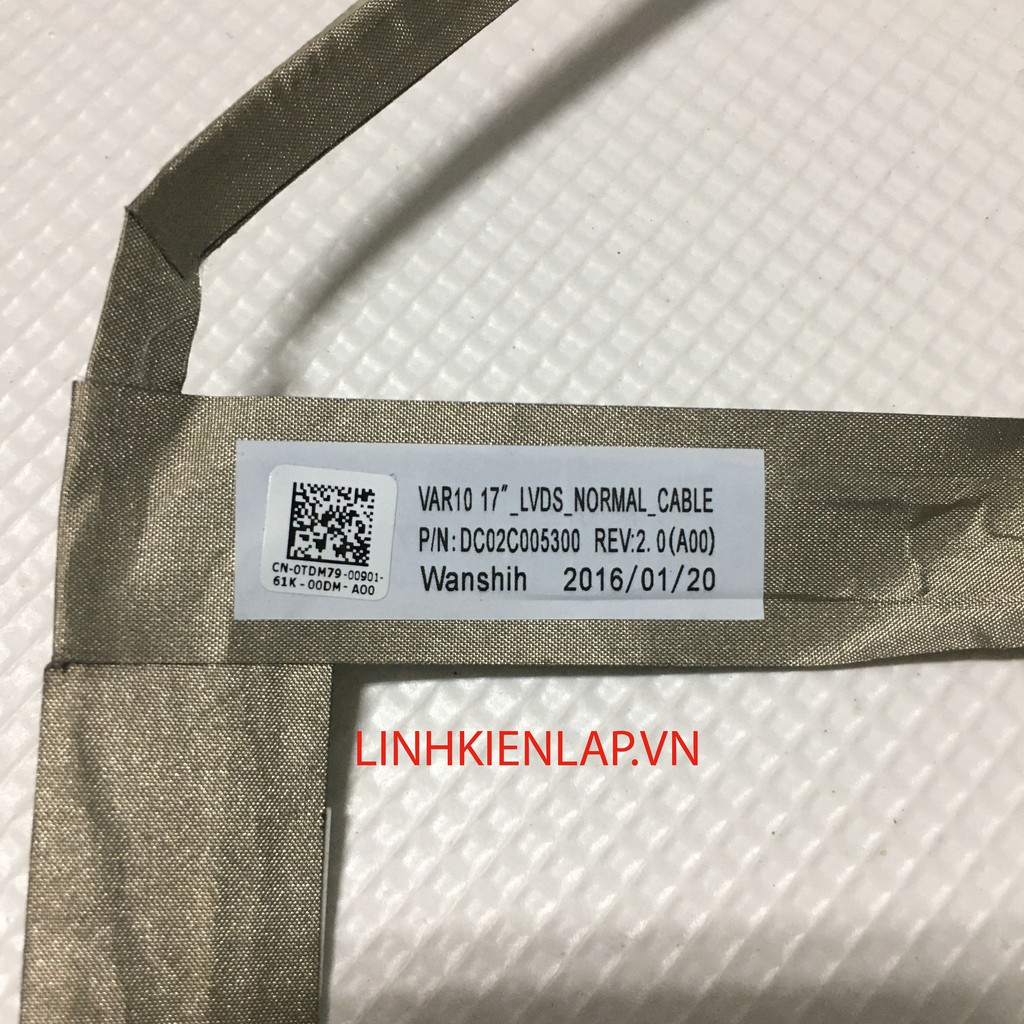 VAR10 17"_LVDS_NORMAL_CABLE
P/N:DC02C005300 REV:2.0(A00)
Wanshih 2016/01/20
CN-0TDM79-00901-
61K-00DM-A00
LINHKIENLAP.VN